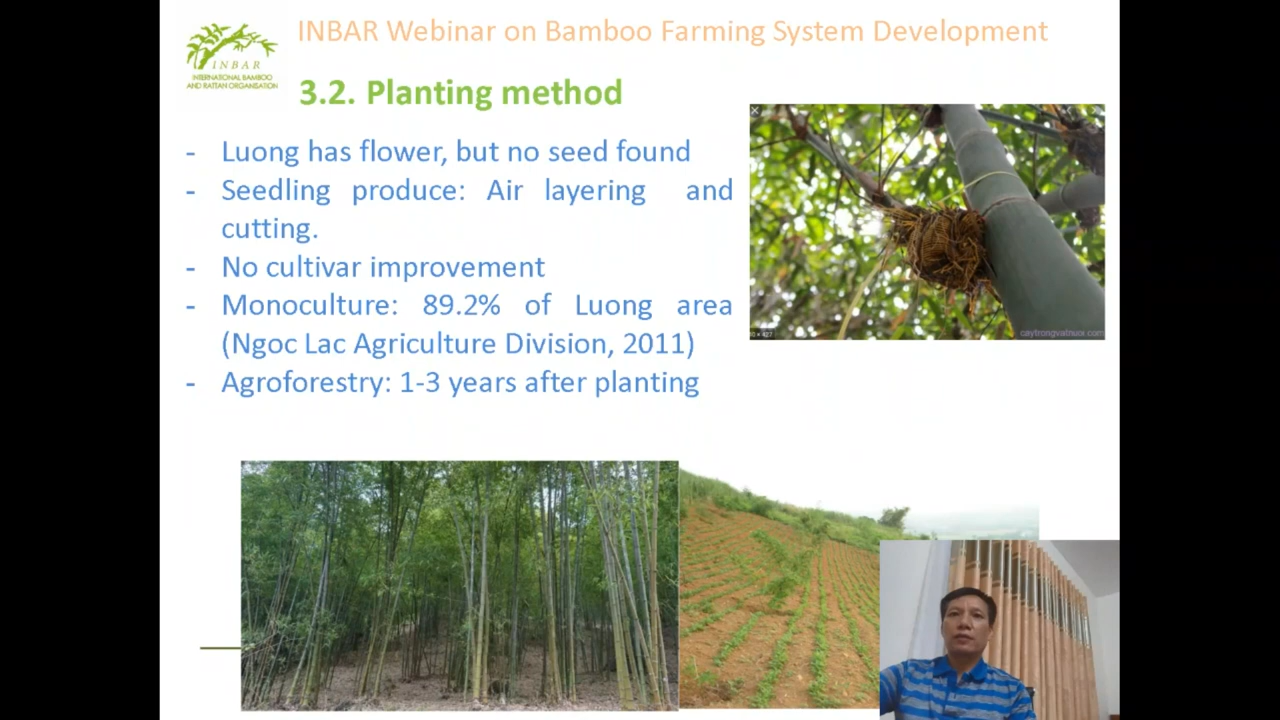 INBAR Webinar on Bamboo Farming System Development
INBAR
INTERNATIONAL BAMBOO
AND RATTAN ORGANISATION
3.2. Planting method
- Luong has flower, but no seed found
- Seedling produce: Air layering and
cutting.
- No cultivar improvement
- Monoculture: 89.2% of Luong area
(Ngoc Lac Agriculture Division, 2011)
- Agroforestry: 1-3 years after planting
caytrongvatnuoi.com